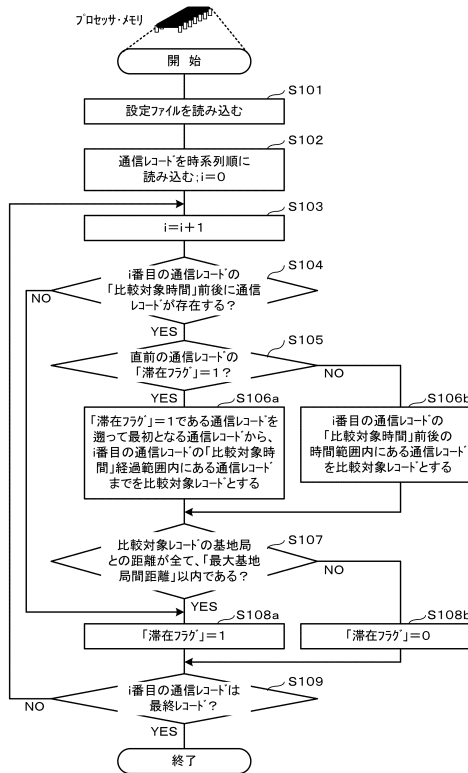 プロセッサ・メモリ
開 始
S101
設定ファイルを読み込む
S102
通信レコードを時系列順に
読み込む;i=0
S103
i=i+1
S104
i番目の通信レコードの
「比較対象時間」前後に通信
レコードが存在する?
NO
YES
S105
直前の通信レコードの
「滞在フラグ」=1?
NO
YES
S106a
「滞在フラグ」=1である通信レコードを
遡って最初となる通信レコードから、
i番目の通信レコードの「比較対象時
間」経過範囲内にある通信レコード
までを比較対象レコードとする
S106b
i番目の通信レコードの
「比較対象時間」前後の
時間範囲内にある通信レコード
を比較対象レコードとする
S107
比較対象レコードの基地局
との距離が全て、「最大基地
局間距離」以内である?
NO
YES
S108a
「滞在フラグ」=1
S108b
「滞在フラグ」=0
S109
i番目の通信レコードは
最終レコード?
NO
YES
終了